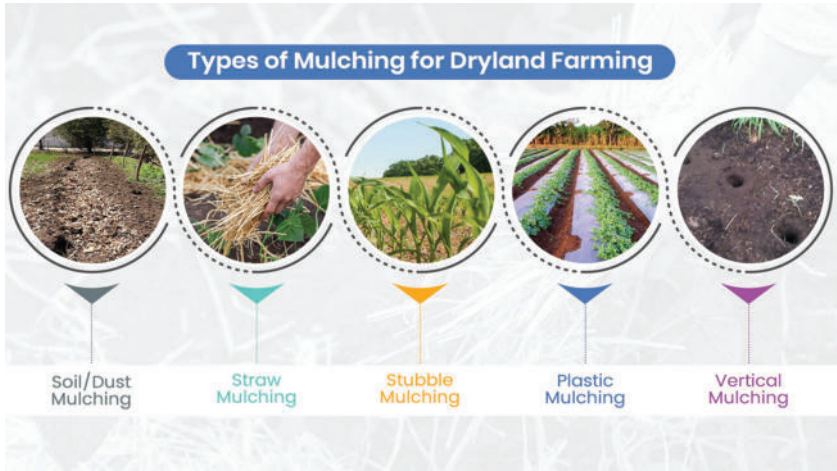 Types of Mulching for Dryland Farming
Soil/Dust
Mulching
Straw
Mulching
Stubble
Mulching
Plastic
Mulching
Vertical
Mulching